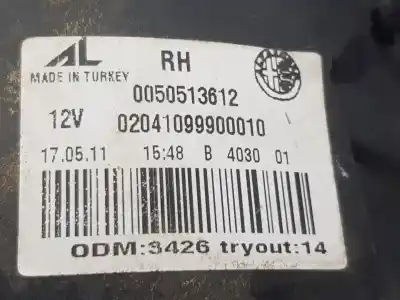 AL RH
MADE IN TURKEY
0050513612
12V 02041099900010
17.05.11 15:48 B 4030 01
ODM:3426 tryout:14